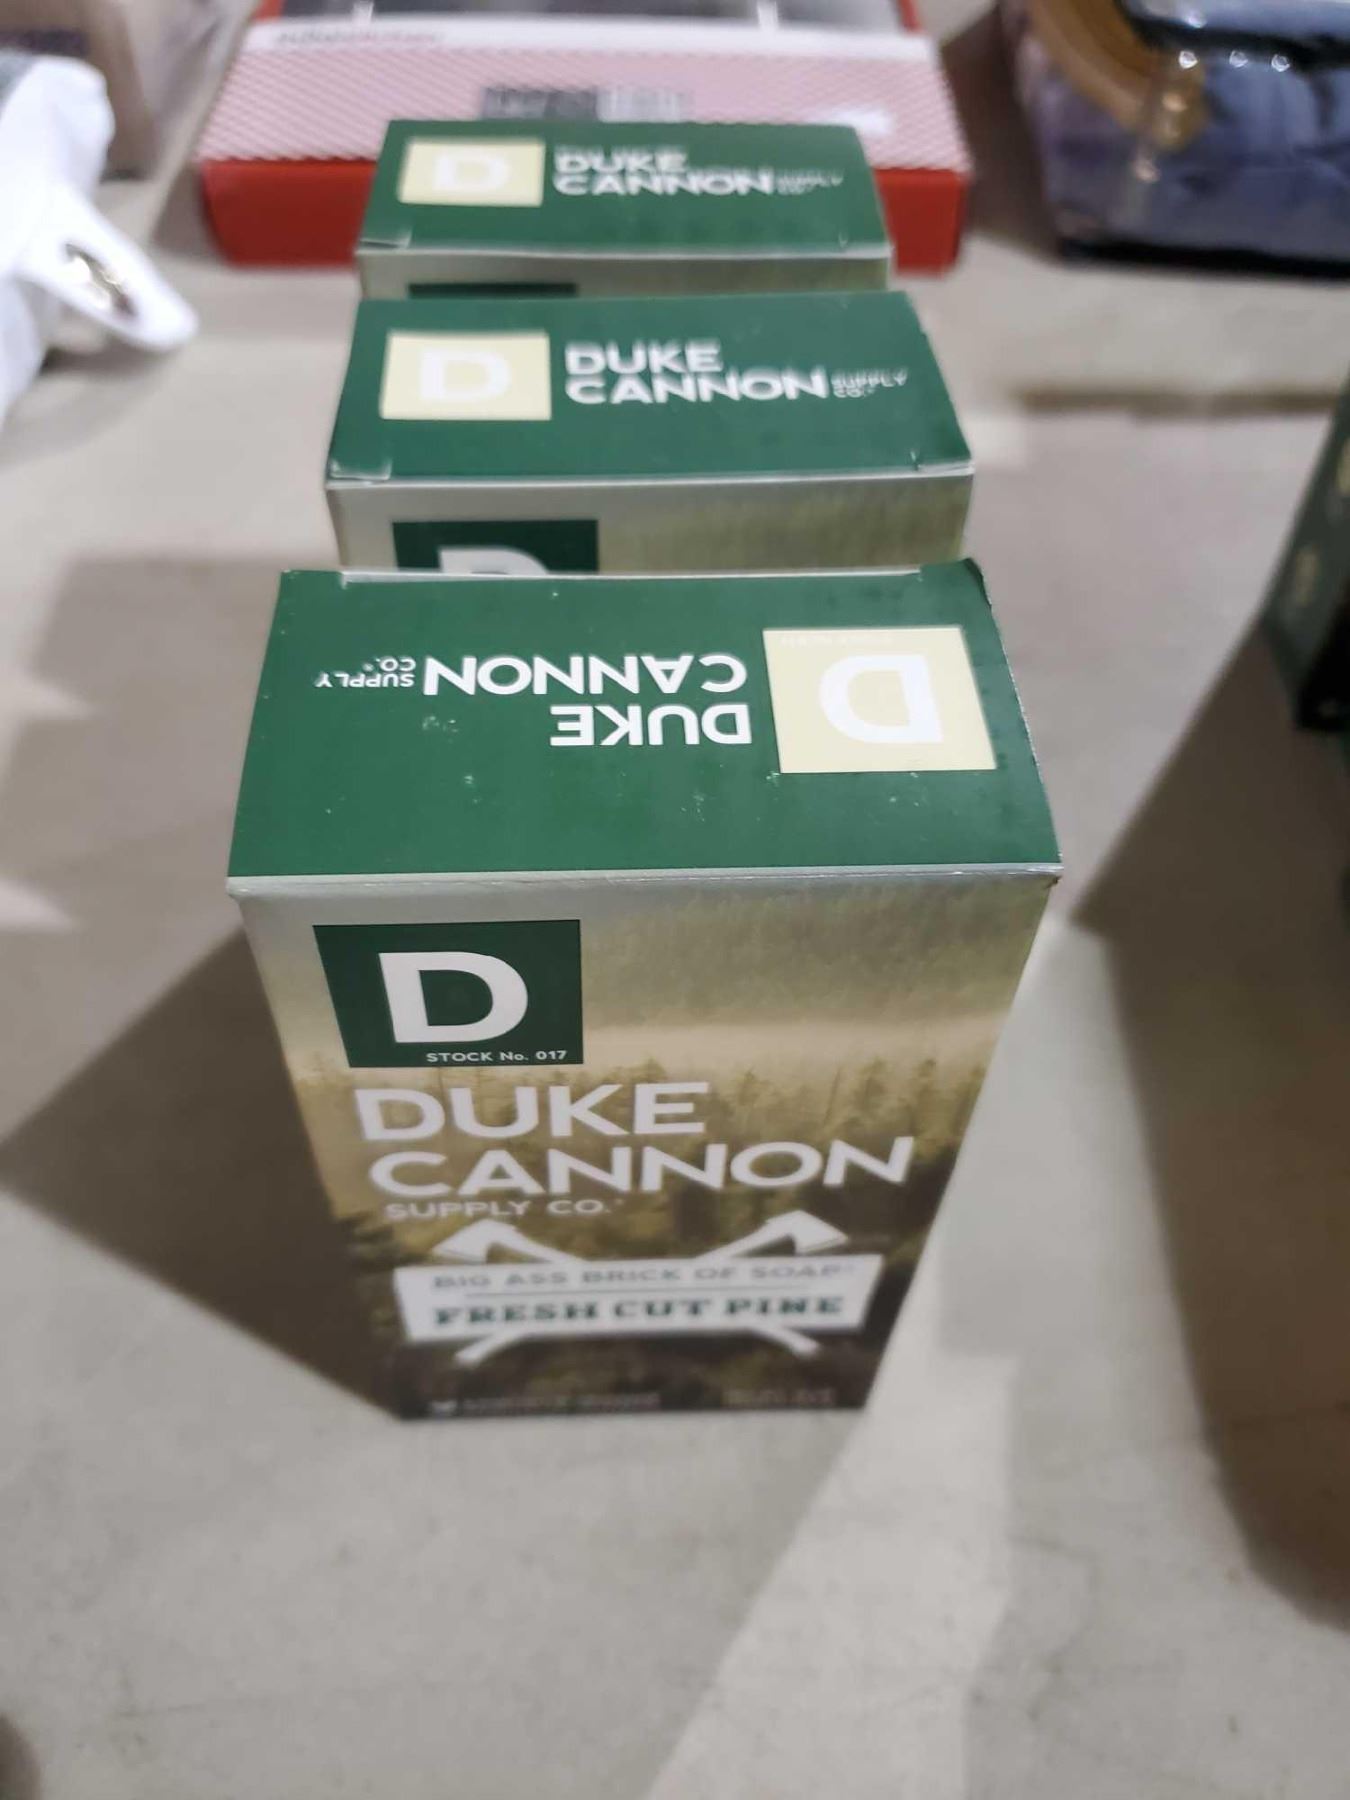 D
DUKE
CANNON SUPPLY
CO.
D
DUKE
CANNON SUPPLY
CO.
D
D
DUKE
CANNON SUPPLY
CO.
D
STOCK No. 017
DUKE
CANNON
SUPPLY CO.
BIG ASS BRICK OF SOAP
FRESH CUT PINE